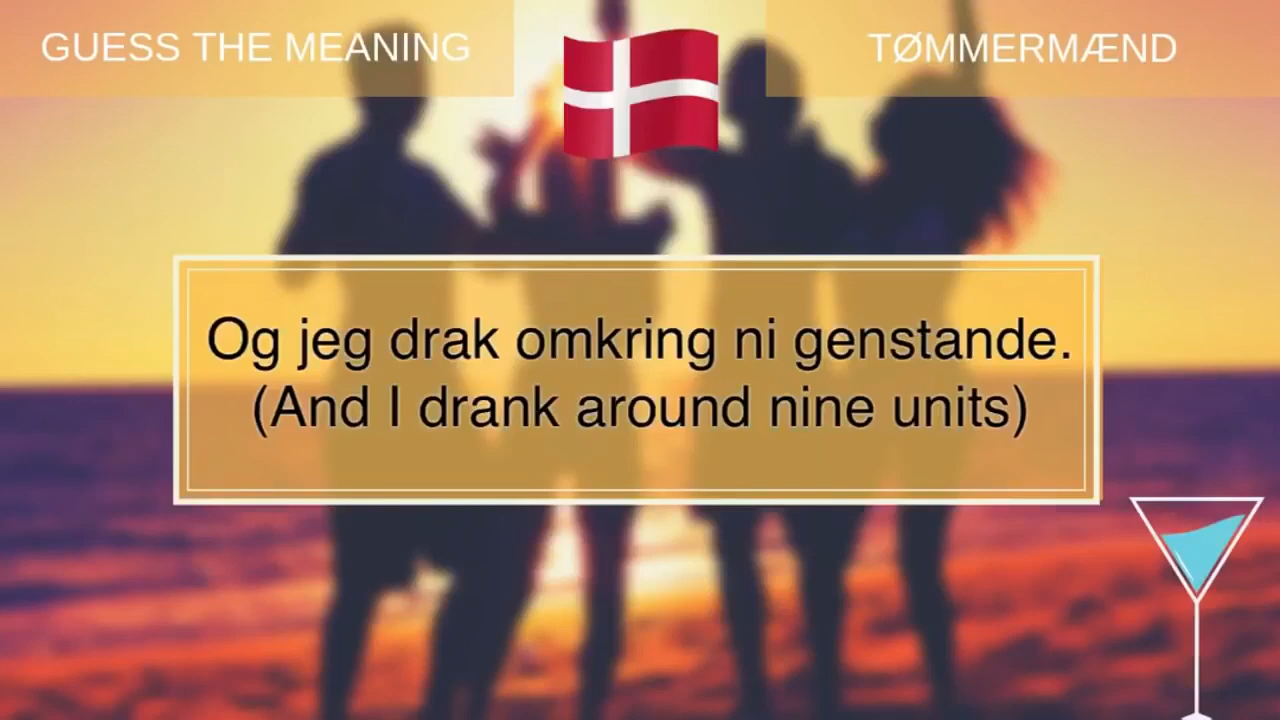 GUESS THE MEANING
TØMMERMÆND
Og jeg drak omkring ni genstande.
(And I drank around nine units)